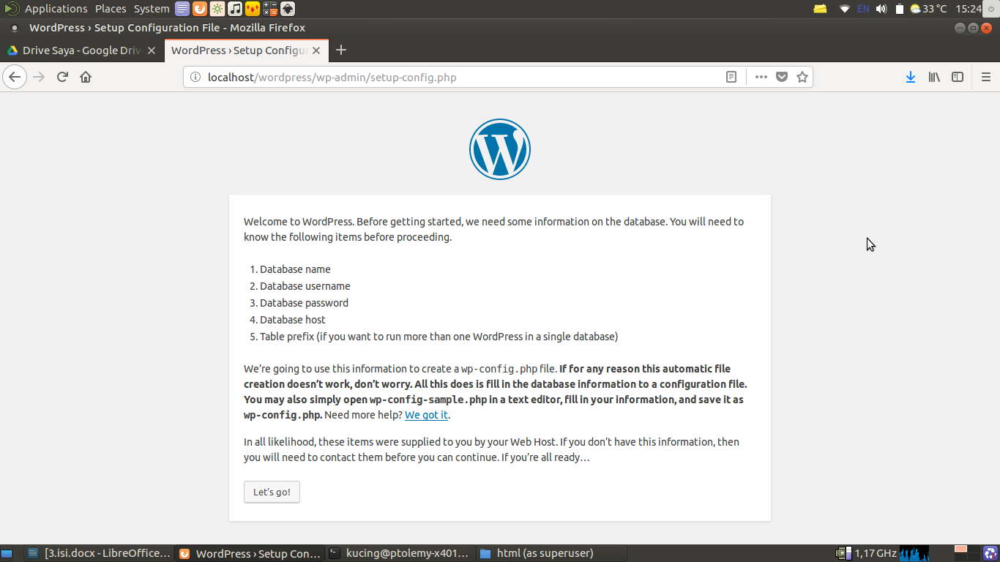 Applications Places System
EN 33 °C 15:24
WordPress › Setup Configuration File - Mozilla Firefox
Drive Saya - Google Driv
WordPress › Setup Configu
localhost/wordpress/wp-admin/setup-config.php
Welcome to WordPress. Before getting started, we need some information on the database. You will need to
know the following items before proceeding.
1. Database name
2. Database username
3. Database password
4. Database host
5. Table prefix (if you want to run more than one WordPress in a single database)
We’re going to use this information to create a wp-config.php file. If for any reason this automatic file
creation doesn’t work, don’t worry. All this does is fill in the database information to a configuration file.
You may also simply open wp-config-sample.php in a text editor, fill in your information, and save it as
wp-config.php. Need more help? We got it.
In all likelihood, these items were supplied to you by your Web Host. If you don’t have this information, then
you will need to contact them before you can continue. If you’re all ready…
Let’s go!
[3.isi.docx - LibreOffice... WordPress › Setup Con... kucing@ptolemy-x401... html (as superuser) 1,17 GHz